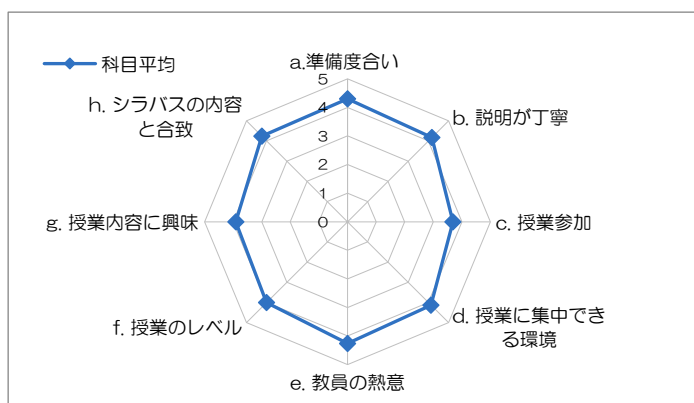 科目平均
a.準備度合い
b. 説明が丁寧
c. 授業参加
d. 授業に集中でき
る環境
e. 教員の熱意
f. 授業のレベル
g. 授業内容に興味
h. シラバスの内容
と合致
5
4
3
2
1
0